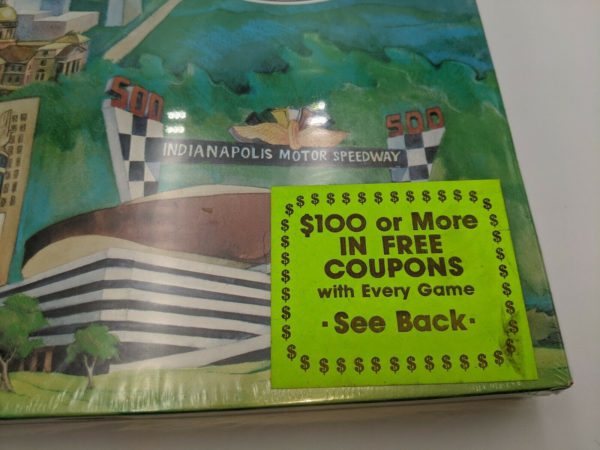 500
500
INDIANAPOLIS MOTOR SPEEDWAY
$ $ $ $ $ $ $ $ $ $ $ $ $
$100 or More
IN FREE
COUPONS
with Every Game
· See Back ·
$ $ $ $ $ $ $ $ $ $ $ $ $